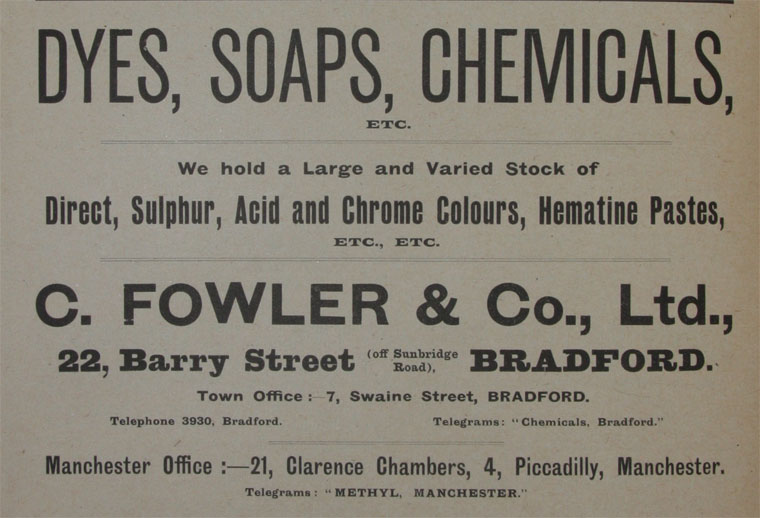 DYES, SOAPS, CHEMICALS,
ETC.
We hold a Large and Varied Stock of
Direct, Sulphur, Acid and Chrome Colours, Hematine Pastes,
ETC., ETC.
C. FOWLER & Co., Ltd.,
22, Barry Street (off Sunbridge Road), BRADFORD.
Town Office :—7, Swaine Street, BRADFORD.
Telephone 3930, Bradford. Telegrams: "Chemicals, Bradford."
Manchester Office :—21, Clarence Chambers, 4, Piccadilly, Manchester.
Telegrams: "METHYL, MANCHESTER."